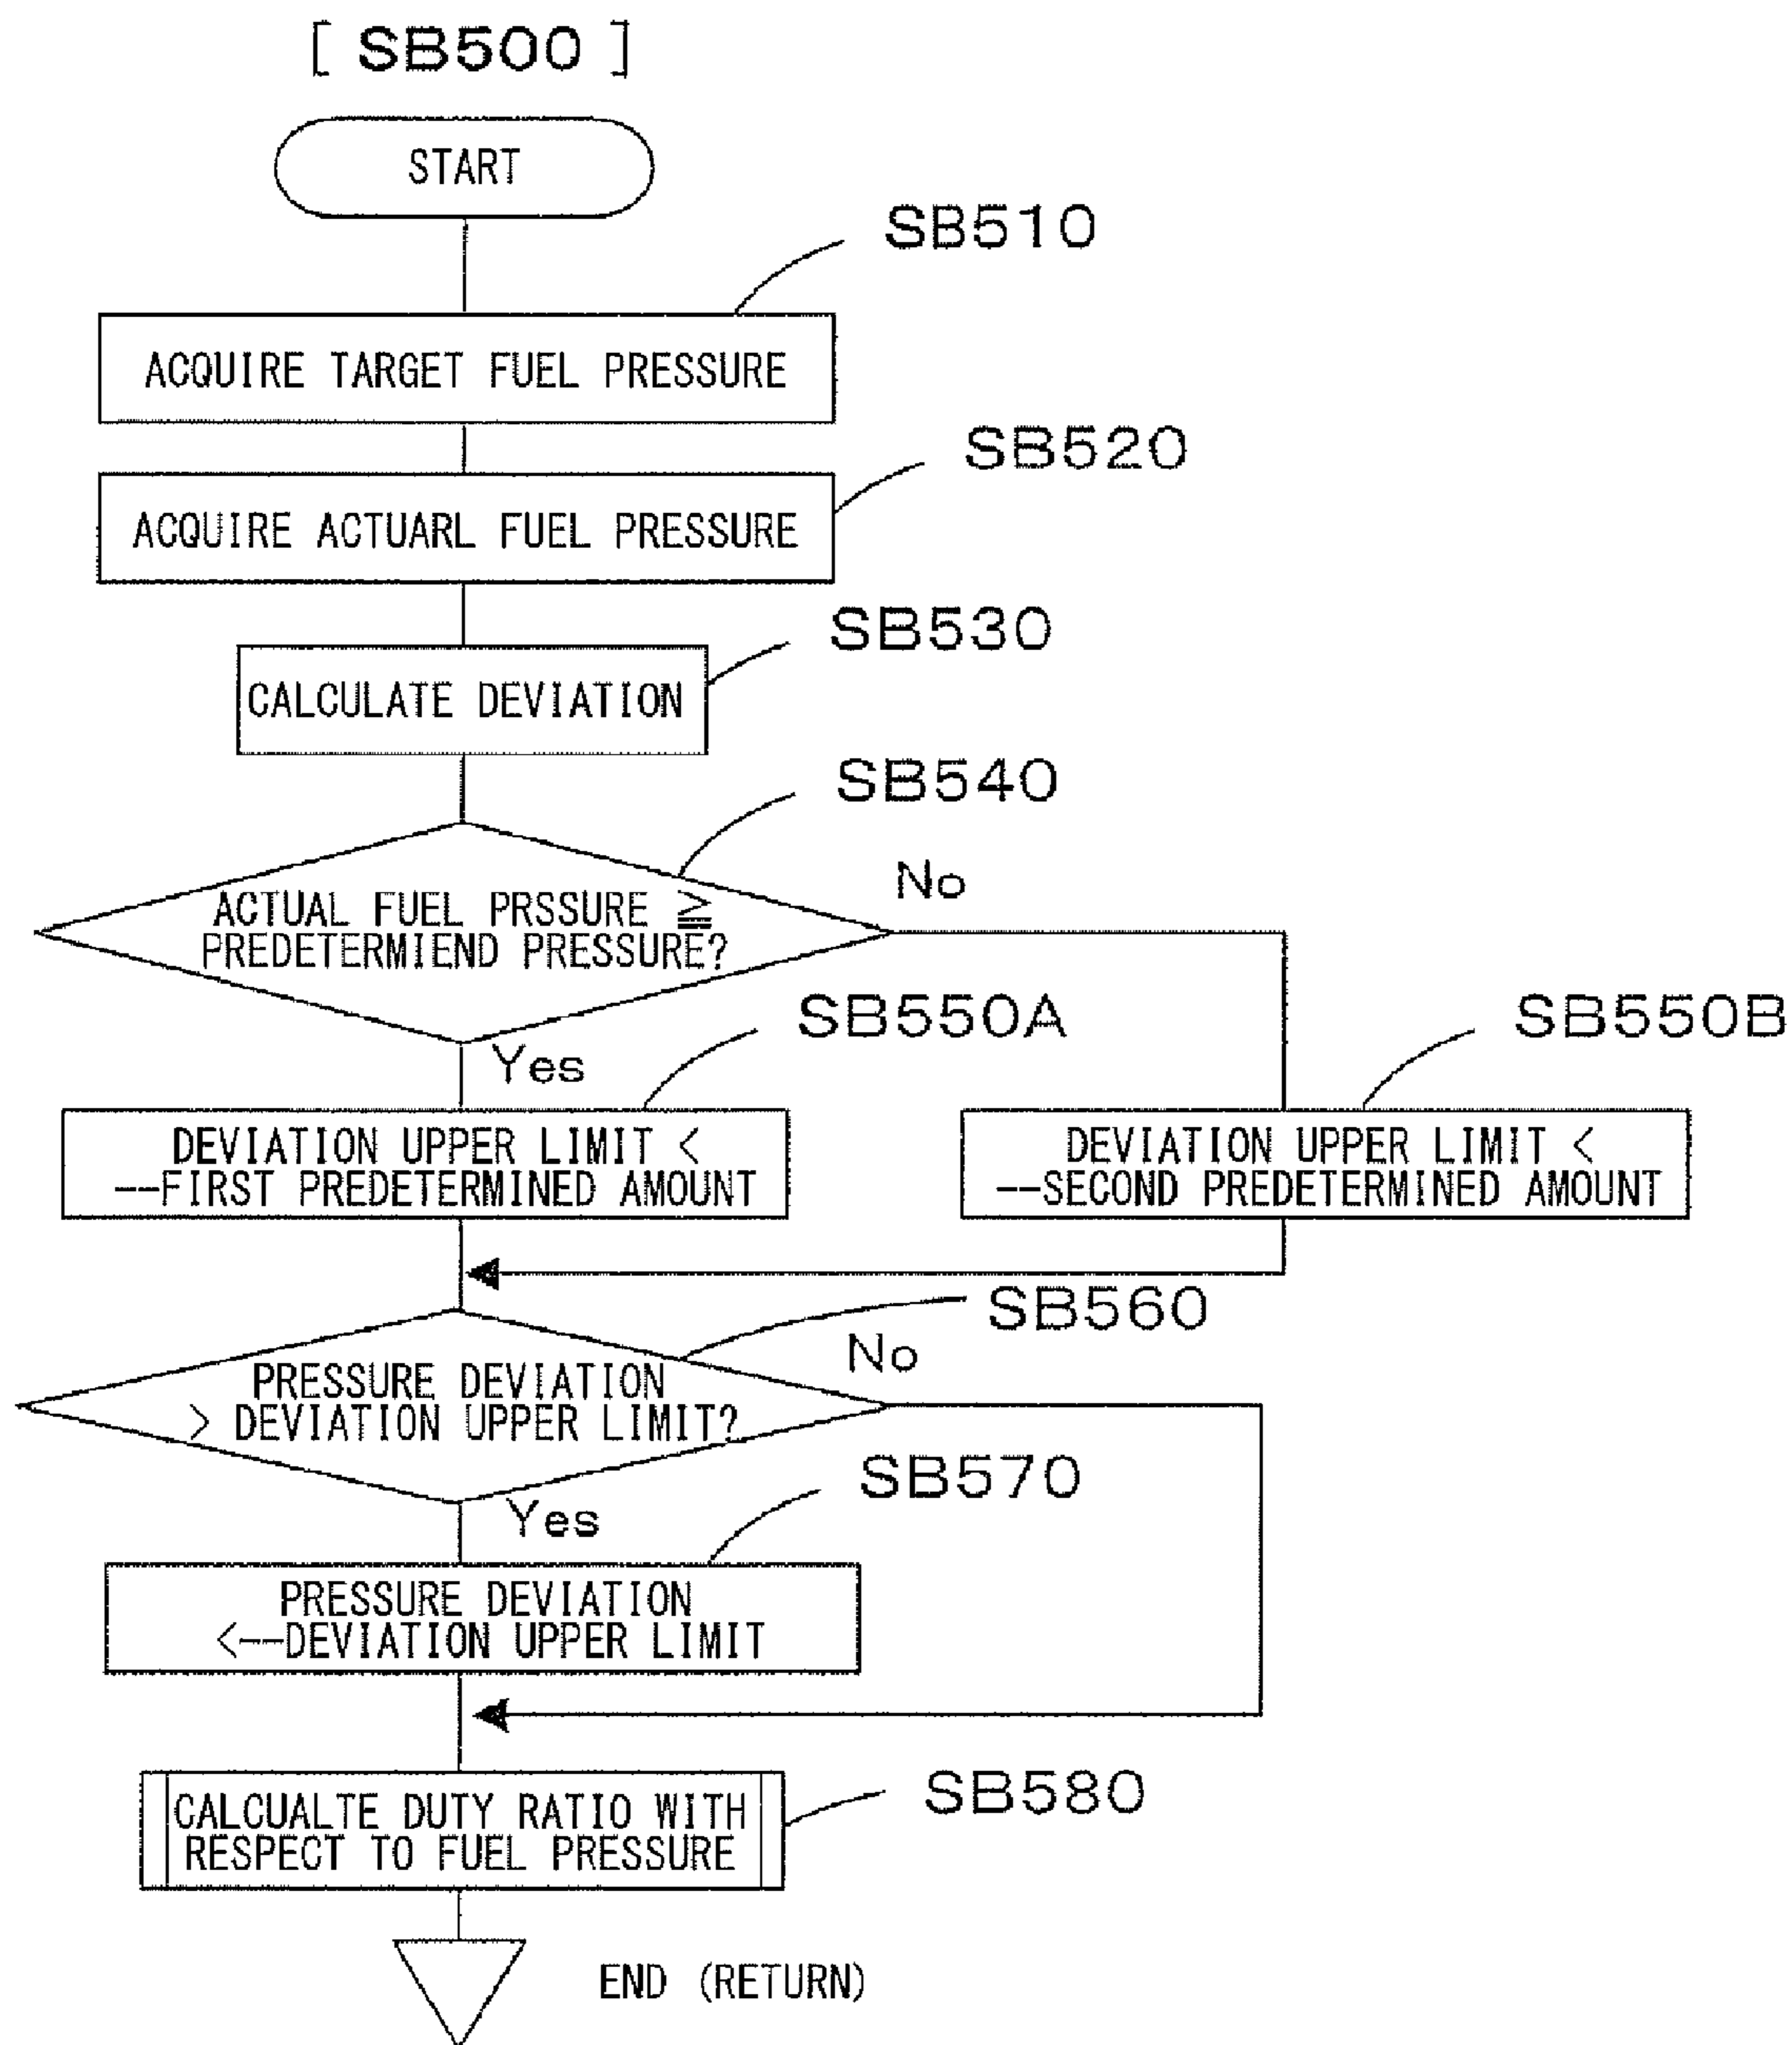 [ SB500 ]
START
SB510
ACQUIRE TARGET FUEL PRESSURE
SB520
ACQUIRE ACTUARL FUEL PRESSURE
SB530
CALCULATE DEVIATION
SB540
ACTUAL FUEL PRSSURE ≧
PREDETERMIEND PRESSURE?
No
Yes
SB550A
DEVIATION UPPER LIMIT <
--FIRST PREDETERMINED AMOUNT
SB550B
DEVIATION UPPER LIMIT <
--SECOND PREDETERMINED AMOUNT
SB560
PRESSURE DEVIATION
> DEVIATION UPPER LIMIT?
No
Yes
SB570
PRESSURE DEVIATION
<--DEVIATION UPPER LIMIT
SB580
CALCUALTE DUTY RATIO WITH
RESPECT TO FUEL PRESSURE
END (RETURN)